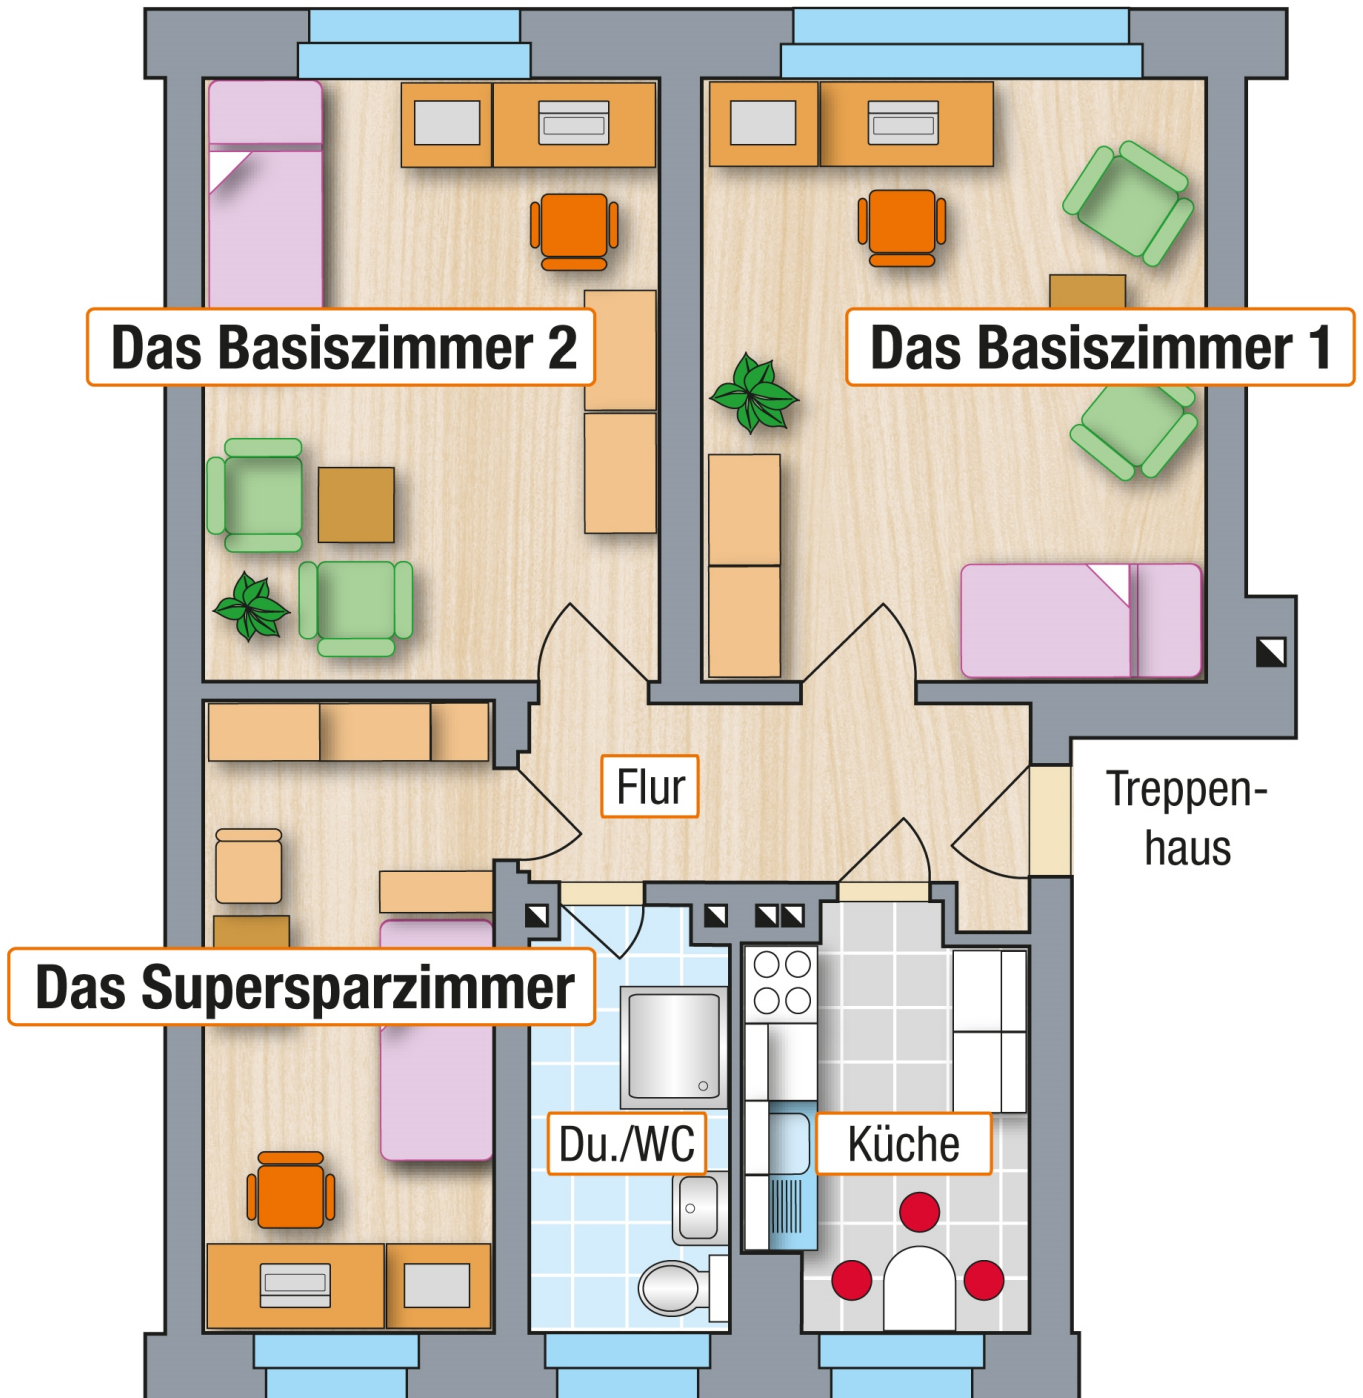 Das Basiszimmer 2
Das Basiszimmer 1
Flur
Treppen-
haus
Das Supersparzimmer
Du./WC
Küche